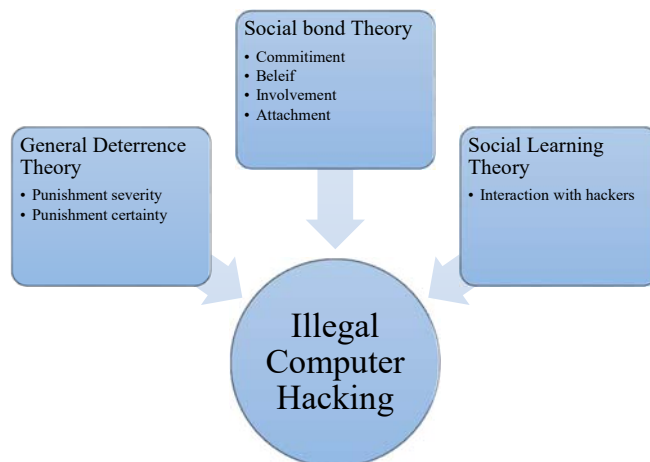 Social bond Theory
• Commitiment
• Beleif
• Involvement
• Attachment
General Deterrence
Theory
• Punishment severity
• Punishment certainty
Social Learning
Theory
• Interaction with hackers
Illegal
Computer
Hacking